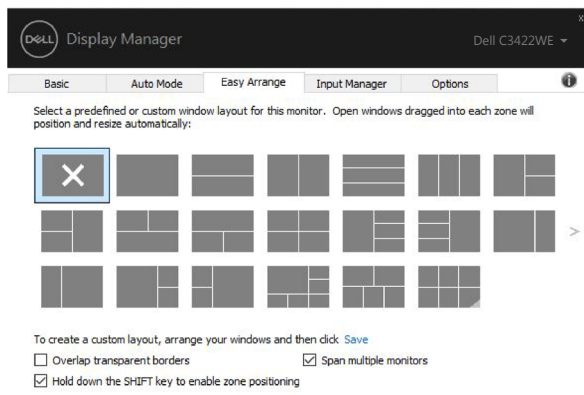 x
DELL Display Manager Dell C3422WE
Basic Auto Mode Easy Arrange Input Manager Options i
Select a predefined or custom window layout for this monitor. Open windows dragged into each zone will
position and resize automatically:
>
To create a custom layout, arrange your windows and then click Save
Overlap transparent borders Span multiple monitors
Hold down the SHIFT key to enable zone positioning